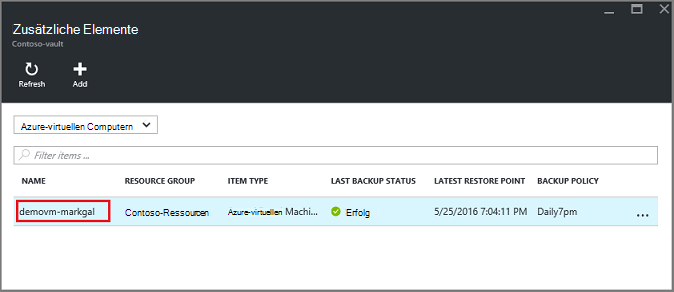 Zusätzliche Elemente
Contoso-vault
Refresh Add
Azure-virtuellen Computern
Filter items ...
NAME RESOURCE GROUP ITEM TYPE LAST BACKUP STATUS LATEST RESTORE POINT BACKUP POLICY
demovm-markgal Contoso-Ressourcen Azure-virtuellen Machi... Erfolg 5/25/2016 7:04:11 PM Daily7pm ...